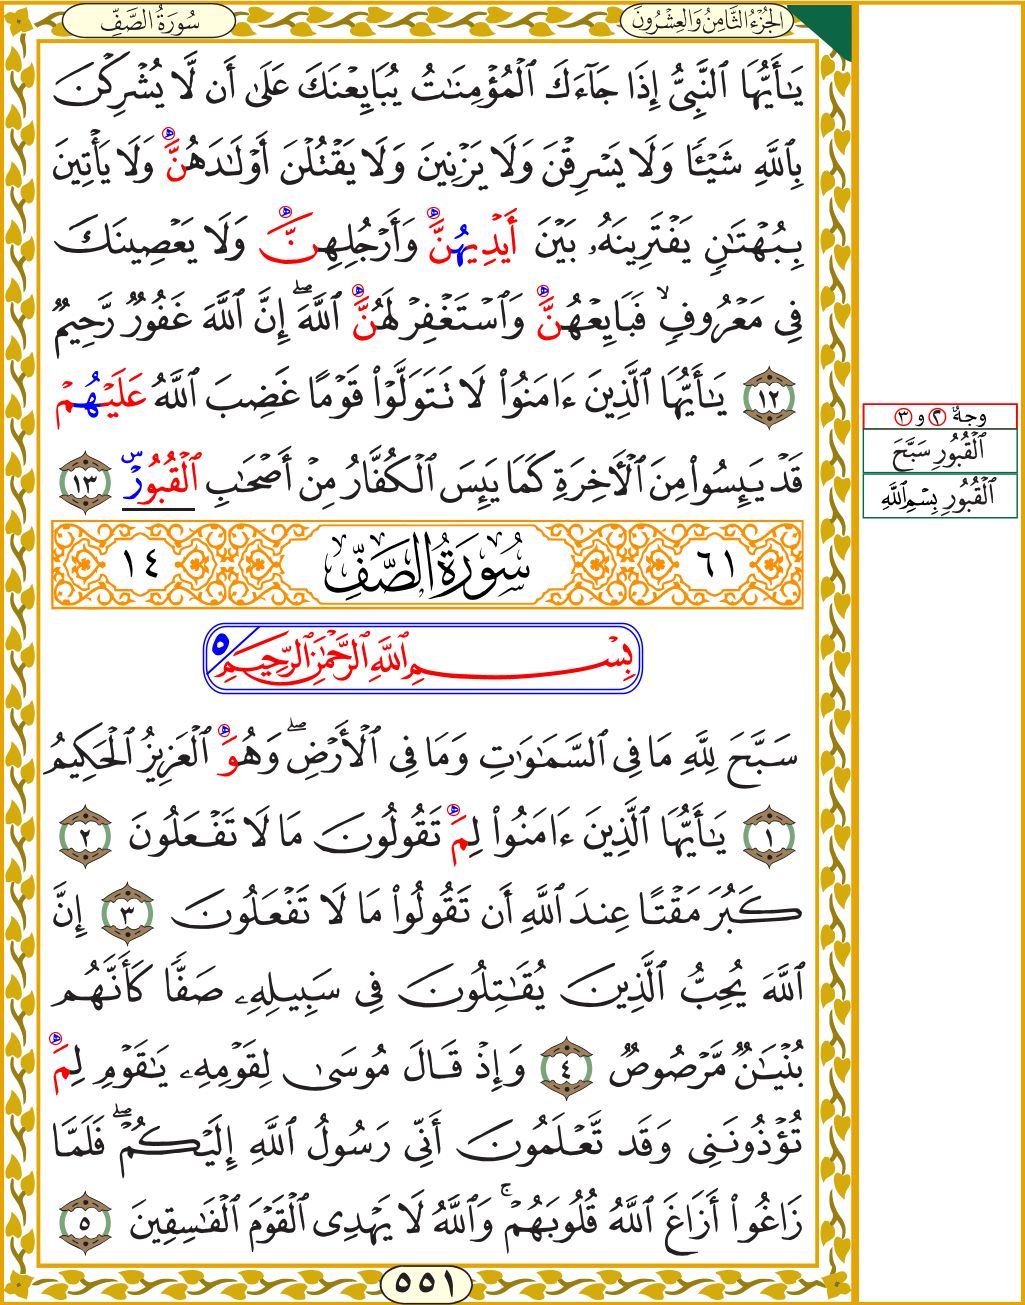 سُورَةُ الصَّفِّ
الجُزْءُ الثَّامِنُ وَالعِشْرُونَ
يَٰٓأَيُّهَا ٱلنَّبِىُّ إِذَا جَآءَكَ ٱلْمُؤْمِنَٰتُ يُبَايِعْنَكَ عَلَىٰٓ أَن لَّا يُشْرِكْنَ
بِٱللَّهِ شَيْـًٔا وَلَا يَسْرِقْنَ وَلَا يَزْنِينَ وَلَا يَقْتُلْنَ أَوْلَٰدَهُنَّ وَلَا يَأْتِينَ
بِبُهْتَٰنٍ يَفْتَرِينَهُۥ بَيْنَ أَيْدِيهُنَّ وَأَرْجُلِهِنَّ وَلَا يَعْصِينَكَ
فِى مَعْرُوفٍ ۙ فَبَايِعْهُنَّ وَٱسْتَغْفِرْ لَهُنَّ ٱللَّهَ ۖ إِنَّ ٱللَّهَ غَفُورٌ رَّحِيمٌ
١٢ يَٰٓأَيُّهَا ٱلَّذِينَ ءَامَنُوا۟ لَا تَتَوَلَّوْا۟ قَوْمًا غَضِبَ ٱللَّهُ عَلَيْهُمْ
قَدْ يَئِسُوا۟ مِنَ ٱلْأَخِرَةِ كَمَا يَئِسَ ٱلْكُفَّارُ مِنْ أَصْحَٰبِ ٱلْقُبُورِ ١٣
٦١ سُورَةُ الصَّفِّ ١٤
بِسْمِ ٱللَّهِ ٱلرَّحْمَٰنِ ٱلرَّحِيمِ ٥
سَبَّحَ لِلَّهِ مَا فِى ٱلسَّمَٰوَٰتِ وَمَا فِى ٱلْأَرْضِ ۖ وَهُوَ ٱلْعَزِيزُ ٱلْحَكِيمُ
١ يَٰٓأَيُّهَا ٱلَّذِينَ ءَامَنُوا۟ لِمَ تَقُولُونَ مَا لَا تَفْعَلُونَ ٢
كَبُرَ مَقْتًا عِندَ ٱللَّهِ أَن تَقُولُوا۟ مَا لَا تَفْعَلُونَ ٣ إِنَّ
ٱللَّهَ يُحِبُّ ٱلَّذِينَ يُقَٰتِلُونَ فِى سَبِيلِهِۦ صَفًّا كَأَنَّهُم
بُنْيَٰنٌ مَّرْصُوصٌ ٤ وَإِذْ قَالَ مُوسَىٰ لِقَوْمِهِۦ يَٰقَوْمِ لِمَ
تُؤْذُونَنِى وَقَد تَّعْلَمُونَ أَنِّى رَسُولُ ٱللَّهِ إِلَيْكُمْ ۖ فَلَمَّا
زَاغُوٓا۟ أَزَاغَ ٱللَّهُ قُلُوبَهُمْ ۚ وَٱللَّهُ لَا يَهْدِى ٱلْقَوْمَ ٱلْفَٰسِقِينَ ٥
٥٥١
وجهٌ ٢ و ٣
ٱلْقُبُورِ سَبَّحَ
ٱلْقُبُورِ بِسْمِ ٱللَّهِ